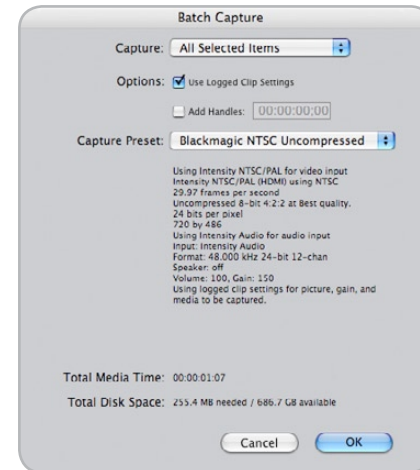 Batch Capture
Capture: All Selected Items
Options: Use Logged Clip Settings
Add Handles: 00:00:00:00
Capture Preset: Blackmagic NTSC Uncompressed
Using Intensity NTSC/PAL for video input
Intensity NTSC/PAL (HDMI) using NTSC
29.97 frames per second
Uncompressed 8-bit 4:2:2 at Best quality.
24 bits per pixel
720 by 486
Using Intensity Audio for audio input
Input: Intensity Audio
Format: 48.000 kHz 24-bit 12-chan
Speaker: off
Volume: 100, Gain: 150
Using logged clip settings for picture, gain, and
media to be captured.
Total Media Time: 00:00:01:07
Total Disk Space: 255.4 MB needed / 686.7 GB available
Cancel OK